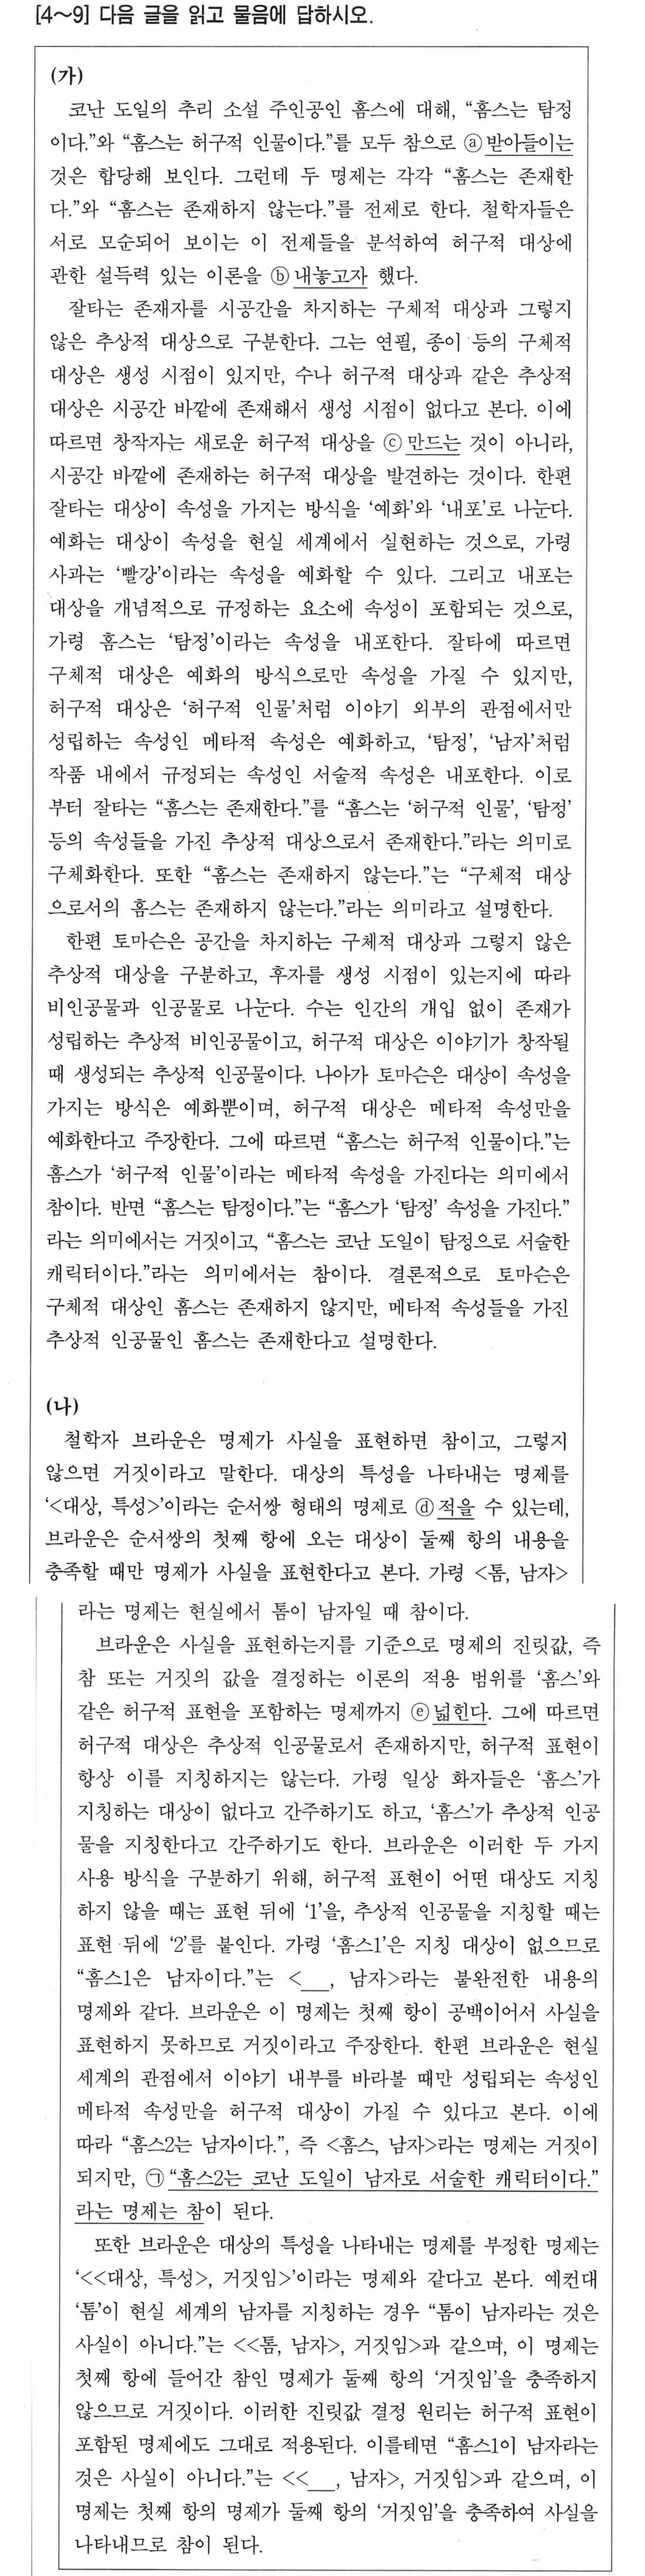 [4~9] 다음 글을 읽고 물음에 답하시오.
(가)
코난 도일의 추리 소설 주인공인 홈스에 대해, “홈스는 탐정
이다.”와 “홈스는 허구적 인물이다.”를 모두 참으로 ⓐ받아들이는
것은 합당해 보인다. 그런데 두 명제는 각각 “홈스는 존재한
다.”와 “홈스는 존재하지 않는다.”를 전제로 한다. 철학자들은
서로 모순되어 보이는 이 전제들을 분석하여 허구적 대상에
관한 설득력 있는 이론을 ⓑ내놓고자 했다.
잘타는 존재자를 시공간을 차지하는 구체적 대상과 그렇지
않은 추상적 대상으로 구분한다. 그는 연필, 종이 등의 구체적
대상은 생성 시점이 있지만, 수나 허구적 대상과 같은 추상적
대상은 시공간 바깥에 존재해서 생성 시점이 없다고 본다. 이에
따르면 창작자는 새로운 허구적 대상을 ⓒ만드는 것이 아니라,
시공간 바깥에 존재하는 허구적 대상을 발견하는 것이다. 한편
잘타는 대상이 속성을 가지는 방식을 ‘예화’와 ‘내포’로 나눈다.
예화는 대상이 속성을 현실 세계에서 실현하는 것으로, 가령
사과는 ‘빨강’이라는 속성을 예화할 수 있다. 그리고 내포는
대상을 개념적으로 규정하는 요소에 속성이 포함되는 것으로,
가령 홈스는 ‘탐정’이라는 속성을 내포한다. 잘타에 따르면
구체적 대상은 예화의 방식으로만 속성을 가질 수 있지만,
허구적 대상은 ‘허구적 인물’처럼 이야기 외부의 관점에서만
성립하는 속성인 메타적 속성은 예화하고, ‘탐정’, ‘남자’처럼
작품 내에서 규정되는 속성인 서술적 속성은 내포한다. 이로
부터 잘타는 “홈스는 존재한다.”를 “홈스는 ‘허구적 인물’, ‘탐정’
등의 속성들을 가진 추상적 대상으로서 존재한다.”라는 의미로
구체화한다. 또한 “홈스는 존재하지 않는다.”는 “구체적 대상
으로서의 홈스는 존재하지 않는다.”라는 의미라고 설명한다.
한편 토마슨은 공간을 차지하는 구체적 대상과 그렇지 않은
추상적 대상을 구분하고, 후자를 생성 시점이 있는지에 따라
비인공물과 인공물로 나눈다. 수는 인간의 개입 없이 존재가
성립하는 추상적 비인공물이고, 허구적 대상은 이야기가 창작될
때 생성되는 추상적 인공물이다. 나아가 토마슨은 대상이 속성을
가지는 방식은 예화뿐이며, 허구적 대상은 메타적 속성만을
예화한다고 주장한다. 그에 따르면 “홈스는 허구적 인물이다.”는
홈스가 ‘허구적 인물’이라는 메타적 속성을 가진다는 의미에서
참이다. 반면 “홈스는 탐정이다.”는 “홈스가 ‘탐정’ 속성을 가진다.”
라는 의미에서는 거짓이고, “홈스는 코난 도일이 탐정으로 서술한
캐릭터이다.”라는 의미에서는 참이다. 결론적으로 토마슨은
구체적 대상인 홈스는 존재하지 않지만, 메타적 속성들을 가진
추상적 인공물인 홈스는 존재한다고 설명한다.
(나)
철학자 브라운은 명제가 사실을 표현하면 참이고, 그렇지
않으면 거짓이라고 말한다. 대상의 특성을 나타내는 명제를
‘<대상, 특성>’이라는 순서쌍 형태의 명제로 ⓓ적을 수 있는데,
브라운은 순서쌍의 첫째 항에 오는 대상이 둘째 항의 내용을
충족할 때만 명제가 사실을 표현한다고 본다. 가령 <톰, 남자>
라는 명제는 현실에서 톰이 남자일 때 참이다.
브라운은 사실을 표현하는지를 기준으로 명제의 진릿값, 즉
참 또는 거짓의 값을 결정하는 이론의 적용 범위를 ‘홈스’와
같은 허구적 표현을 포함하는 명제까지 ⓔ넓힌다. 그에 따르면
허구적 대상은 추상적 인공물로서 존재하지만, 허구적 표현이
항상 이를 지칭하지는 않는다. 가령 일상 화자들은 ‘홈스’가
지칭하는 대상이 없다고 간주하기도 하고, ‘홈스’가 추상적 인공
물을 지칭한다고 간주하기도 한다. 브라운은 이러한 두 가지
사용 방식을 구분하기 위해, 허구적 표현이 어떤 대상도 지칭
하지 않을 때는 표현 뒤에 ‘1’을, 추상적 인공물을 지칭할 때는
표현 뒤에 ‘2’를 붙인다. 가령 ‘홈스1’은 지칭 대상이 없으므로
“홈스1은 남자이다.”는 <__, 남자>라는 불완전한 내용의
명제와 같다. 브라운은 이 명제는 첫째 항이 공백이어서 사실을
표현하지 못하므로 거짓이라고 주장한다. 한편 브라운은 현실
세계의 관점에서 이야기 내부를 바라볼 때만 성립되는 속성인
메타적 속성만을 허구적 대상이 가질 수 있다고 본다. 이에
따라 “홈스2는 남자이다.”, 즉 <홈스, 남자>라는 명제는 거짓이
되지만, ㉠“홈스2는 코난 도일이 남자로 서술한 캐릭터이다.”
라는 명제는 참이 된다.
또한 브라운은 대상의 특성을 나타내는 명제를 부정한 명제는
‘<<대상, 특성>, 거짓임>’이라는 명제와 같다고 본다. 예컨대
‘톰’이 현실 세계의 남자를 지칭하는 경우 “톰이 남자라는 것은
사실이 아니다.”는 <<톰, 남자>, 거짓임>과 같으며, 이 명제는
첫째 항에 들어간 참인 명제가 둘째 항의 ‘거짓임’을 충족하지
않으므로 거짓이다. 이러한 진릿값 결정 원리는 허구적 표현이
포함된 명제에도 그대로 적용된다. 이를테면 “홈스1이 남자라는
것은 사실이 아니다.”는 <<__, 남자>, 거짓임>과 같으며, 이
명제는 첫째 항의 명제가 둘째 항의 ‘거짓임’을 충족하여 사실을
나타내므로 참이 된다.